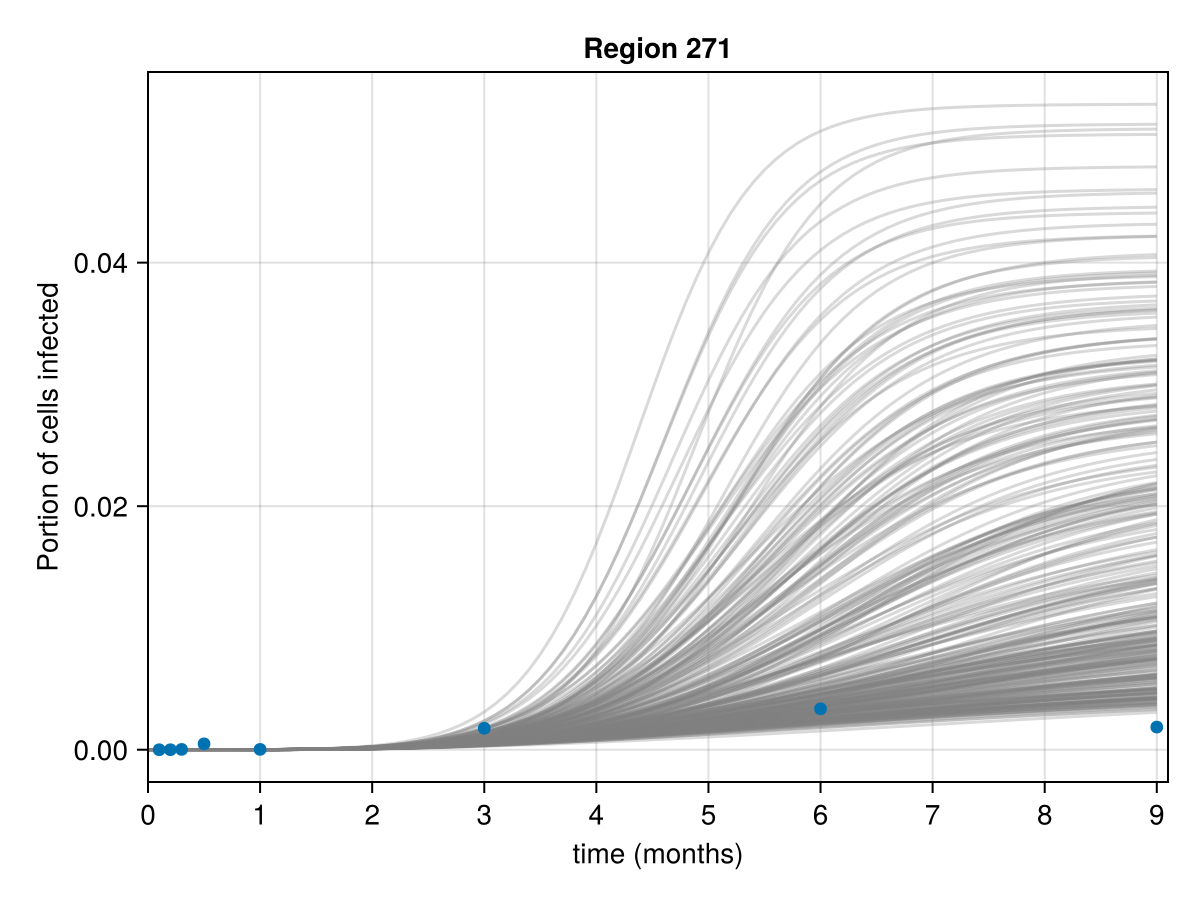 Region 271
Portion of cells infected
0.04
0.02
0.00
0 1 2 3 4 5 6 7 8 9
time (months)